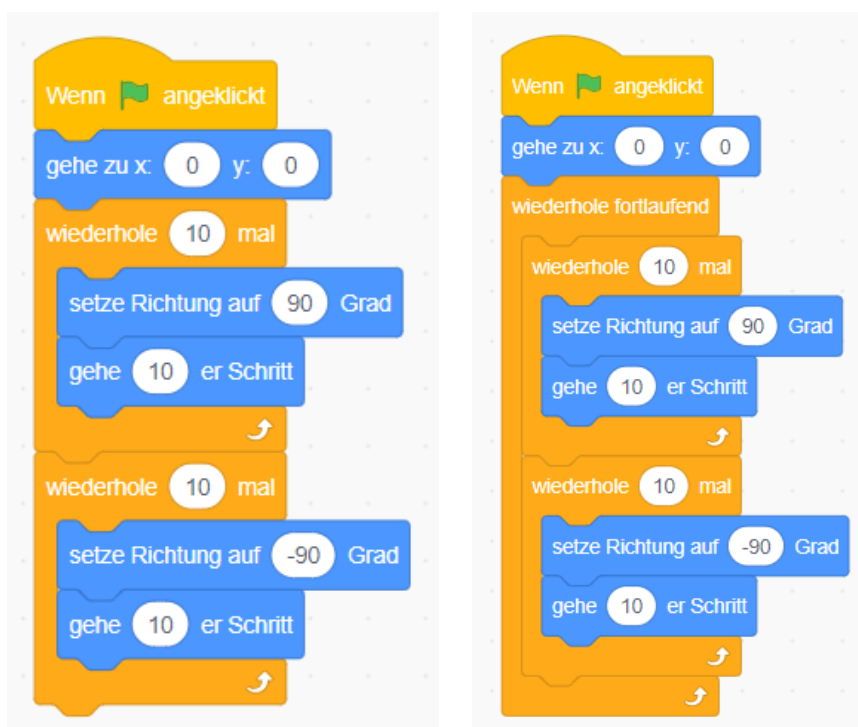 Wenn angeklickt
gehe zu x: 0 y: 0
wiederhole 10 mal
setze Richtung auf 90 Grad
gehe 10 er Schritt
wiederhole 10 mal
setze Richtung auf -90 Grad
gehe 10 er Schritt
Wenn angeklickt
gehe zu x: 0 y: 0
wiederhole fortlaufend
wiederhole 10 mal
setze Richtung auf 90 Grad
gehe 10 er Schritt
wiederhole 10 mal
setze Richtung auf -90 Grad
gehe 10 er Schritt